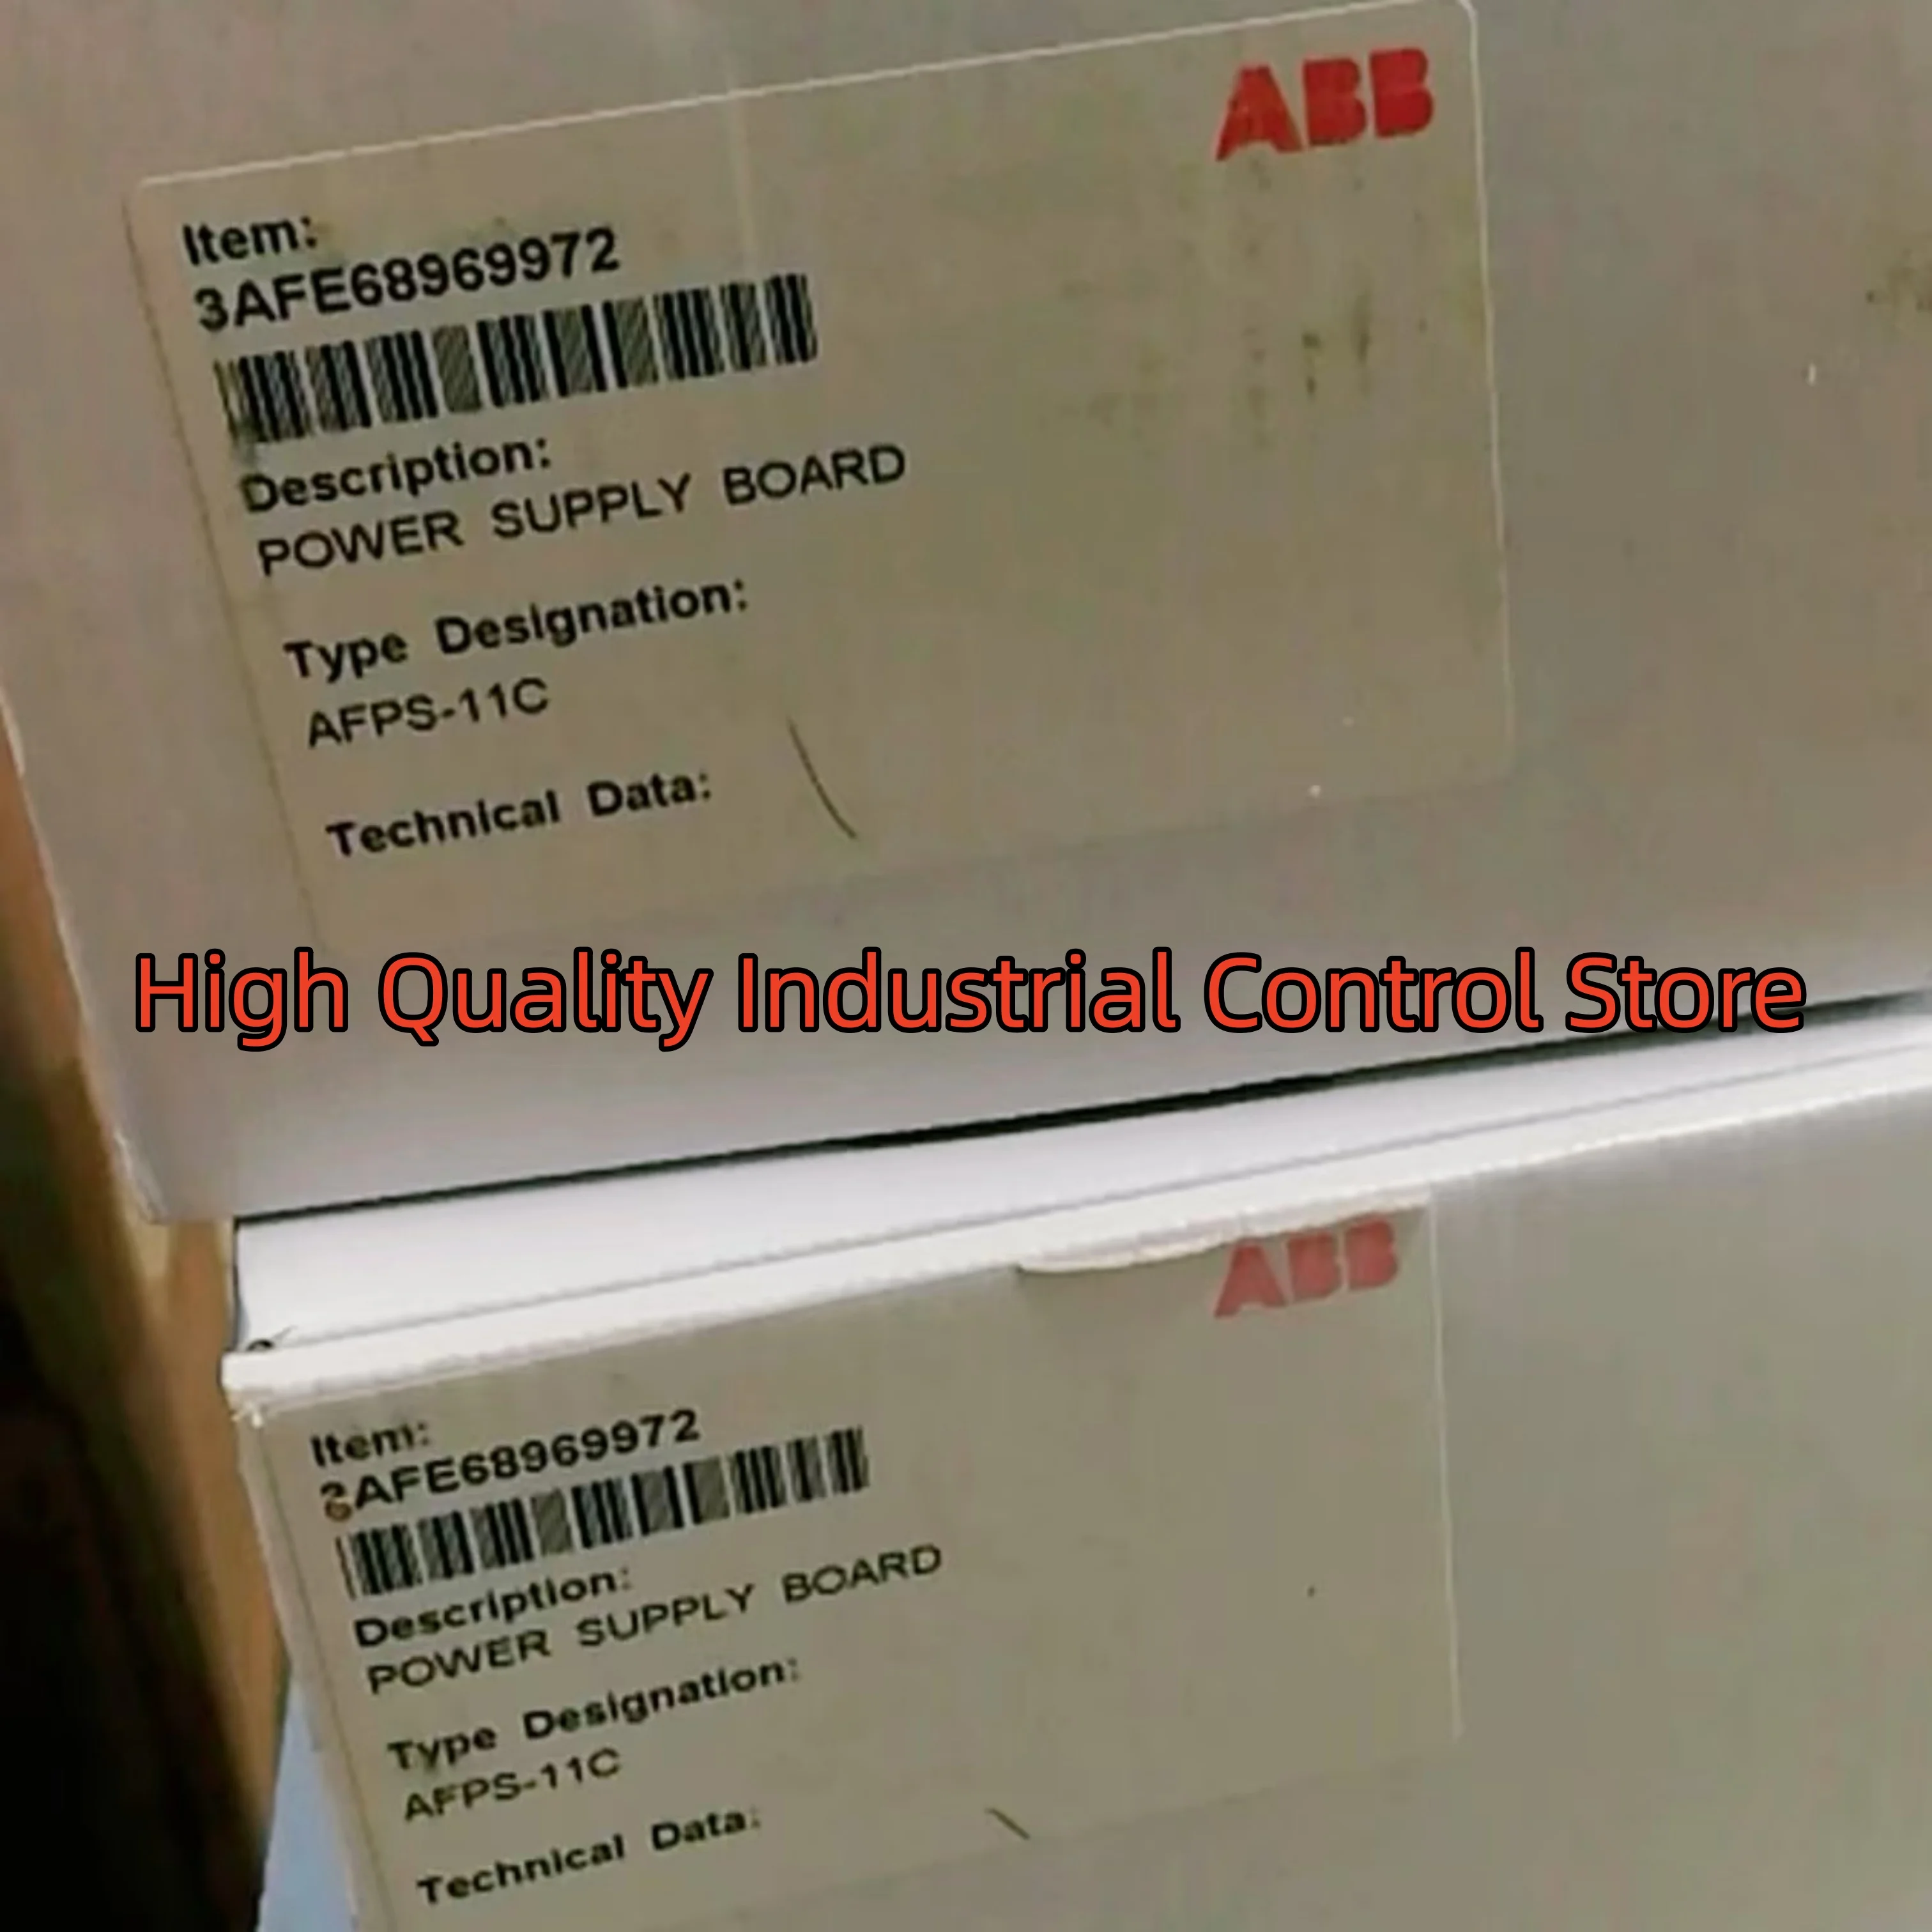 ABB
Item:
3AFE68969972
Description:
POWER SUPPLY BOARD
Type Designation:
AFPS-11C
Technical Data:
High Quality Industrial Control Store
ABB
Item:
3AFE68969972
Description:
POWER SUPPLY BOARD
Type Designation:
AFPS-11C
Technical Data: